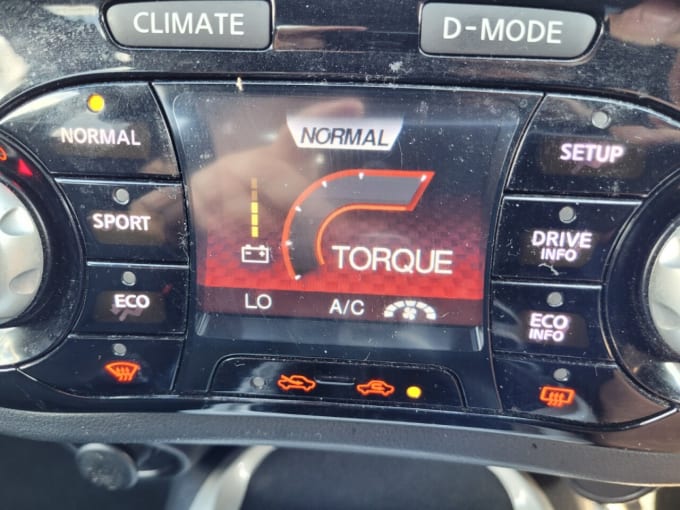 CLIMATE
D-MODE
NORMAL
NORMAL
SETUP
SPORT
DRIVE
INFO
TORQUE
ECO
LO
A/C
ECO
INFO